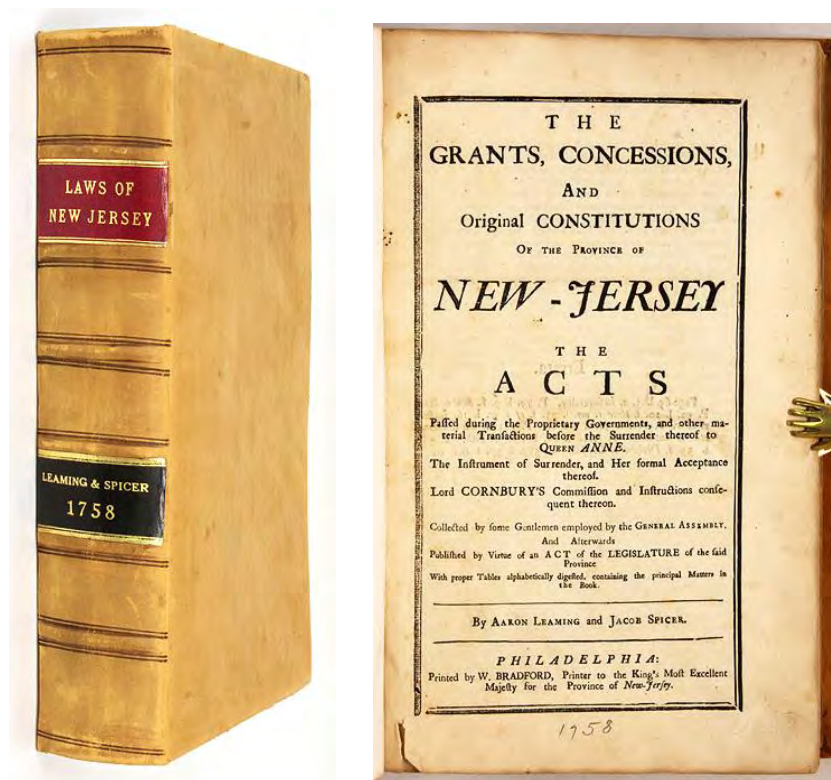 LAWS OF
NEW JERSEY
LEAMING & SPICER
1758
THE
GRANTS, CONCESSIONS,
AND
Original CONSTITUTIONS
OF THE PROVINCE OF
NEW-JERSEY
THE
ACTS
Paſſed during the Proprietary Governments, and other ma-
terial Tranſactions before the Surrender thereof to
QUEEN ANNE.
The Inſtrument of Surrender, and Her formal Acceptance
thereof.
Lord CORNBURY'S Commiſſion and Inſtructions conſe-
quent thereon.
Collected by ſome Gentlemen employed by the GENERAL ASSEMBLY.
And Afterwards
Publiſhed by Virtue of an ACT of the LEGISLATURE of the ſaid
Province
With proper Tables alphabetically digeſted, containing the principal Matters in
the Book.
By AARON LEAMING and JACOB SPICER.
PHILADELPHIA:
Printed by W. BRADFORD, Printer to the King's Moſt Excellent
Majeſty for the Province of New-Jerſey.
1758